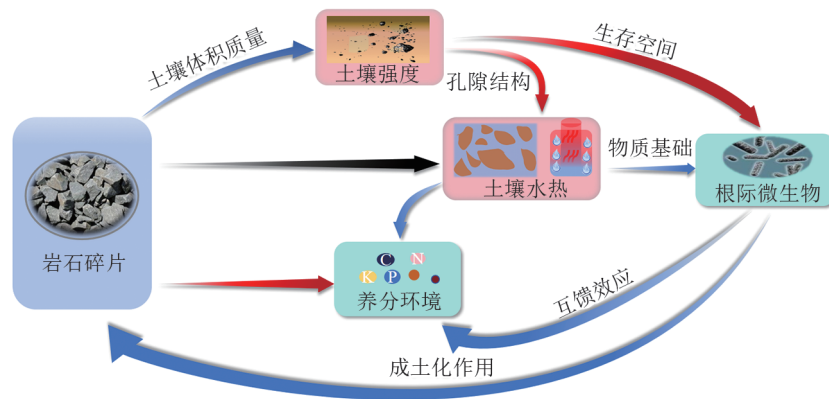 土壤体积质量
土壤强度
生存空间
孔隙结构
岩石碎片
土壤水热
物质基础
根际微生物
C
N
K
P
养分环境
互馈效应
成土化作用